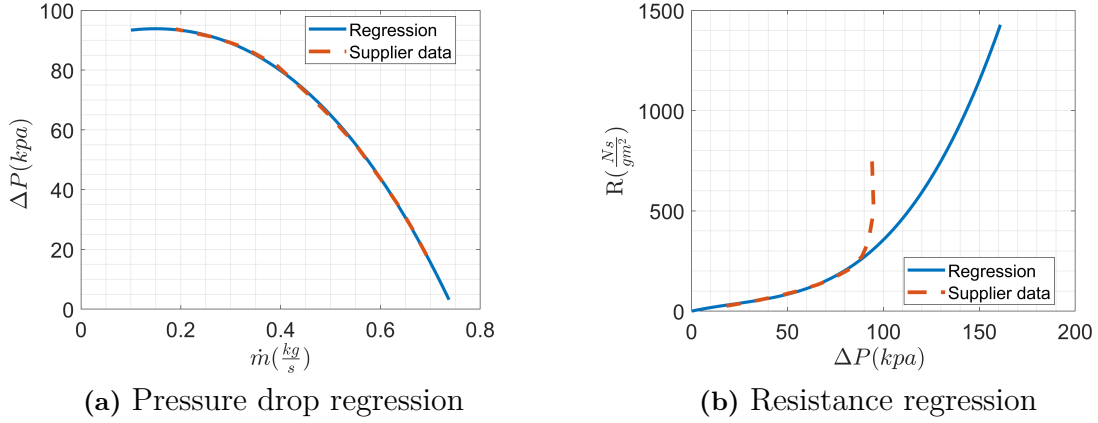 100
80
60
40
20
0
ΔP(kpa)
Regression
Supplier data
0
0.2
0.4
0.6
0.8
ṁ(kg/s)
(a) Pressure drop regression
1500
1000
500
0
R(Ns/gm²)
Regression
Supplier data
0
50
100
150
200
ΔP(kpa)
(b) Resistance regression